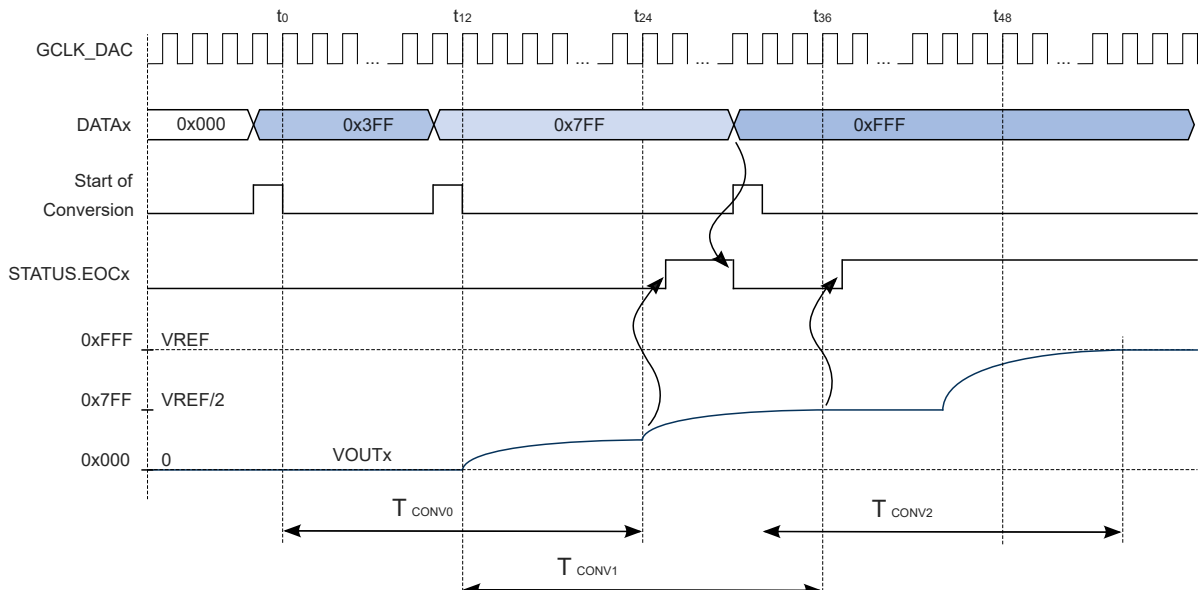 t0 t12 t24 t36 t48
GCLK_DAC ... ... ... ... ...
DATAx 0x000 0x3FF 0x7FF 0xFFF
Start of
Conversion
STATUS.EOCx
0xFFF VREF
0x7FF VREF/2
0x000 0 VOUTx
T CONV0 T CONV2
T CONV1